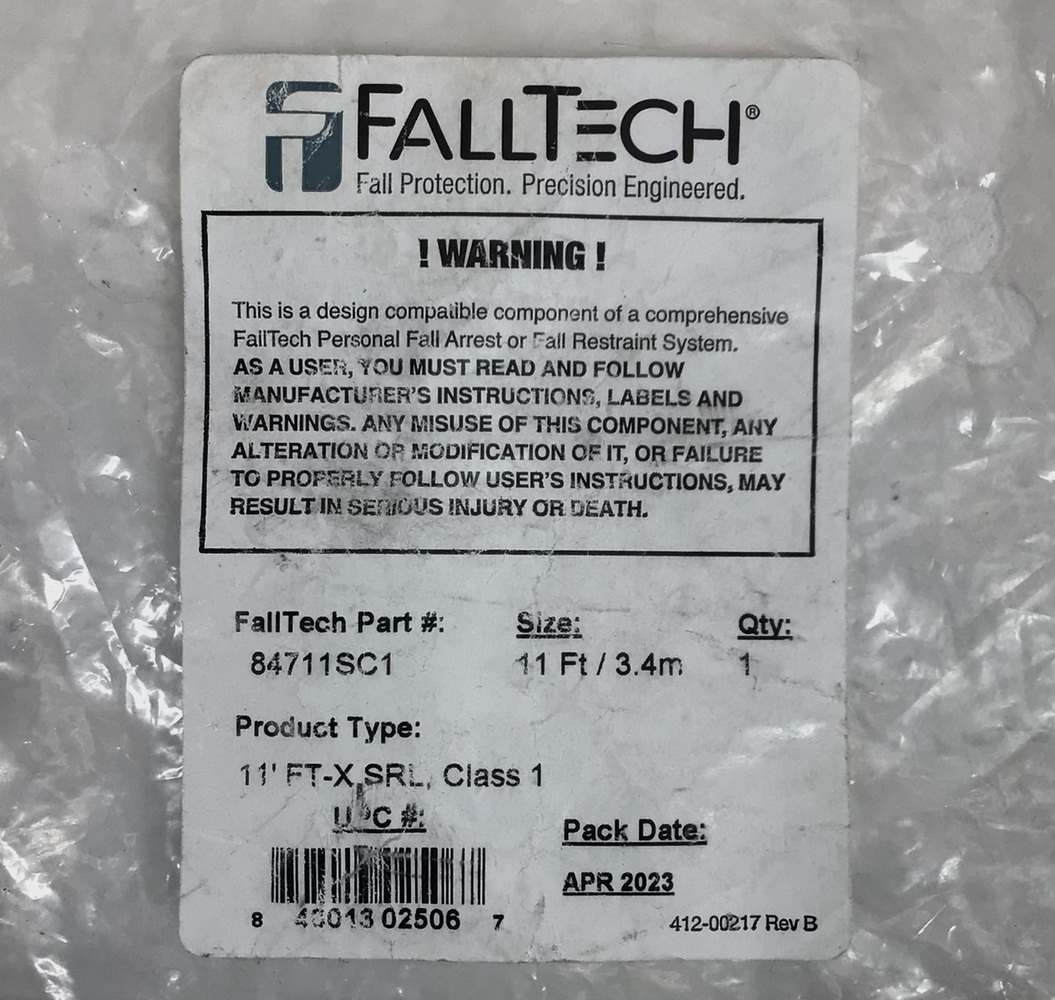 FALLTECH®
Fall Protection. Precision Engineered.
! WARNING !
This is a design compatible component of a comprehensive
FallTech Personal Fall Arrest or Fall Restraint System.
AS A USER, YOU MUST READ AND FOLLOW
MANUFACTURER'S INSTRUCTIONS, LABELS AND
WARNINGS. ANY MISUSE OF THIS COMPONENT, ANY
ALTERATION OR MODIFICATION OF IT, OR FAILURE
TO PROPERLY FOLLOW USER'S INSTRUCTIONS, MAY
RESULT IN SERIOUS INJURY OR DEATH.
FallTech Part #: Size: Qty:
84711SC1 11 Ft / 3.4m 1
Product Type:
11' FT-X SRL, Class 1
UPC #:
Pack Date:
APR 2023
8 48013 02506 7
412-00217 Rev B